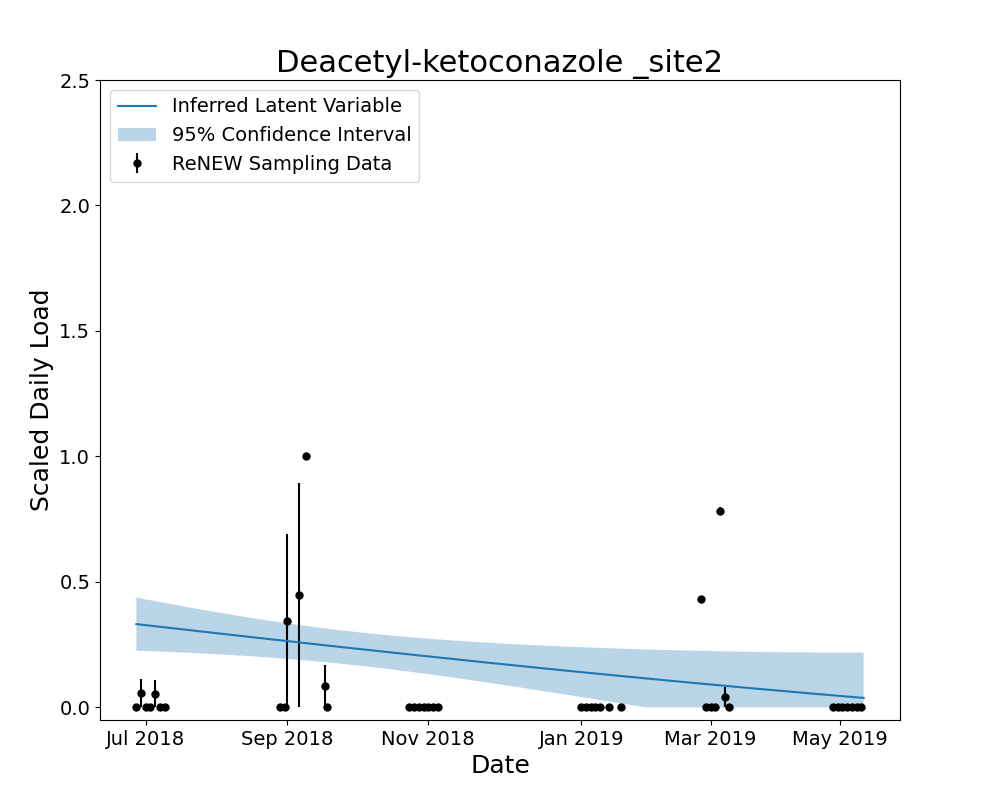 Deacetyl-ketoconazole _site2
Inferred Latent Variable
95% Confidence Interval
ReNEW Sampling Data
Scaled Daily Load
2.5
2.0
1.5
1.0
0.5
0.0
Jul 2018 Sep 2018 Nov 2018 Jan 2019 Mar 2019 May 2019
Date